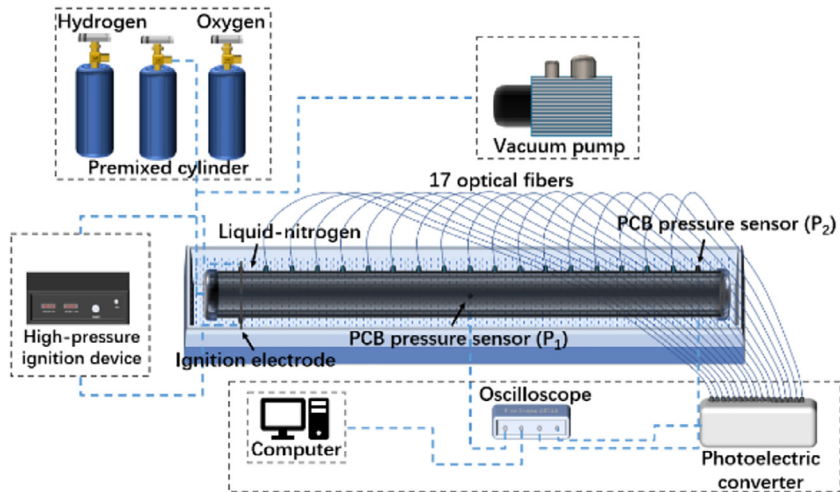 Hydrogen
Oxygen
Premixed cylinder
Vacuum pump
17 optical fibers
Liquid-nitrogen
PCB pressure sensor (P2)
High-pressure
ignition device
PCB pressure sensor (P1)
Ignition electrode
Oscilloscope
Computer
Photoelectric
converter